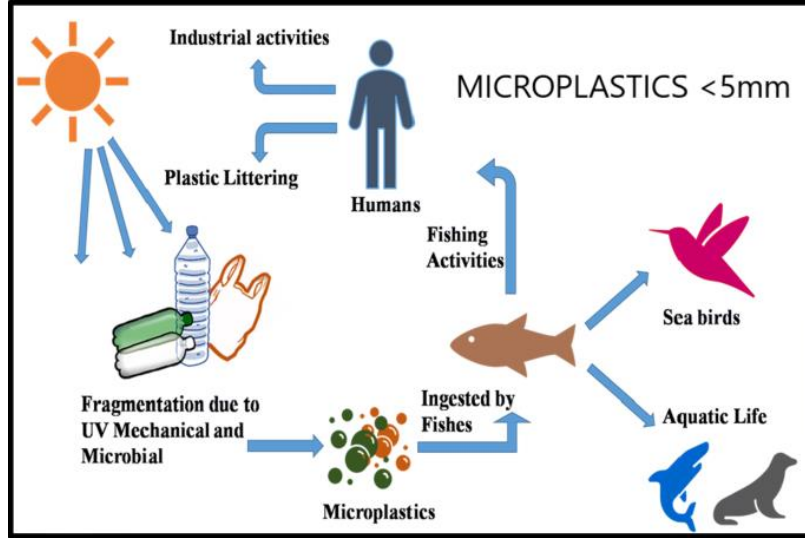 Industrial activities
MICROPLASTICS <5mm
Plastic Littering
Humans
Fishing
Activities
Sea birds
Fragmentation due to
UV Mechanical and
Microbial
Ingested by
Fishes
Aquatic Life
Microplastics